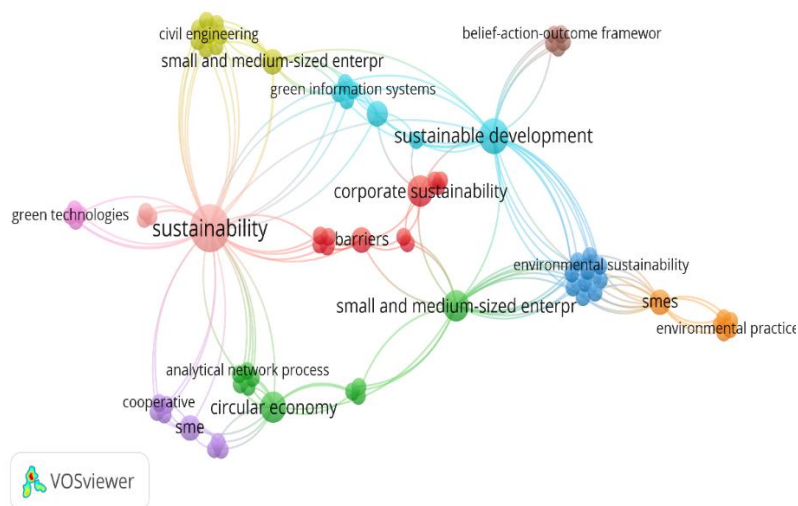 civil engineering
belief-action-outcome framewor
small and medium-sized enterpr
green information systems
sustainable development
corporate sustainability
green technologies
sustainability
barriers
environmental sustainability
small and medium-sized enterpr
smes
environmental practice
analytical network process
cooperative
circular economy
sme
VOSviewer